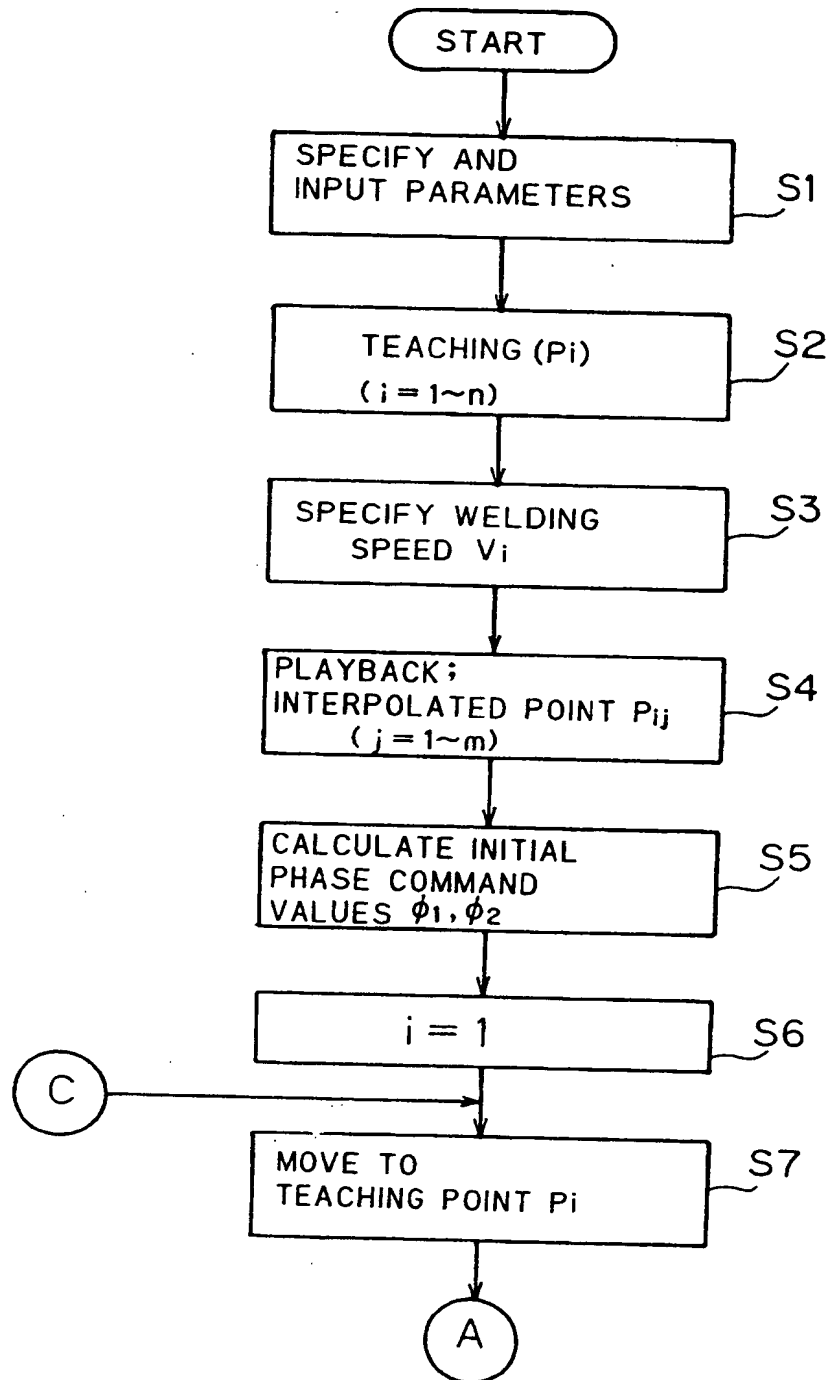 START
SPECIFY AND
INPUT PARAMETERS
S1
TEACHING (Pi)
(i = 1~n)
S2
SPECIFY WELDING
SPEED Vi
S3
PLAYBACK;
INTERPOLATED POINT Pij
(j = 1~m)
S4
CALCULATE INITIAL
PHASE COMMAND
VALUES ϕ1, ϕ2
S5
i = 1
S6
C
MOVE TO
TEACHING POINT Pi
S7
A